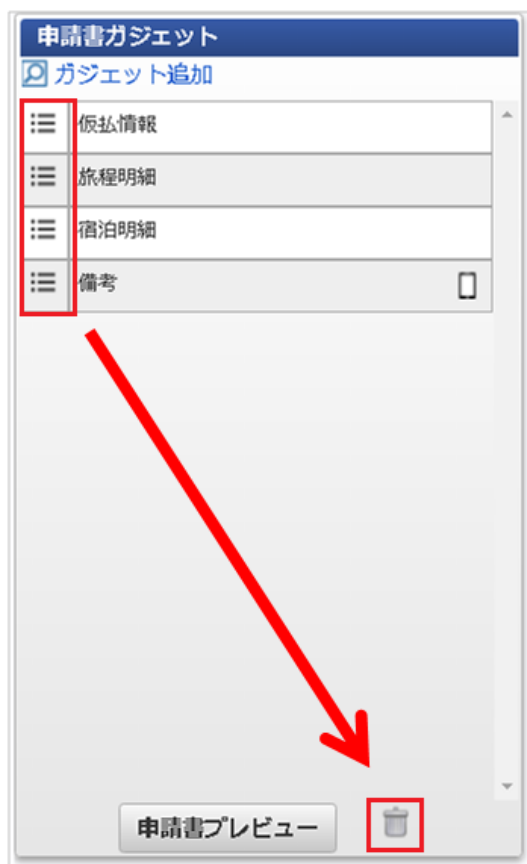 申請書ガジェット
ガジェット追加
仮払情報
旅程明細
宿泊明細
備考
申請書プレビュー